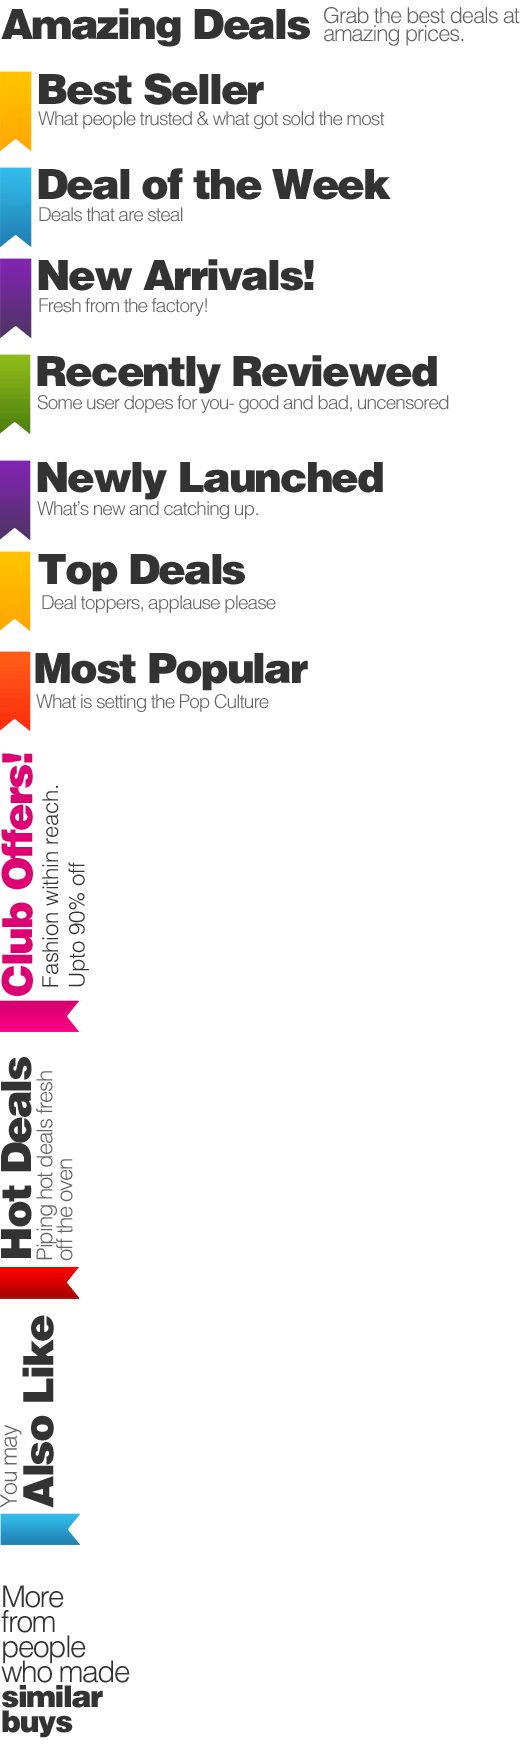 Amazing Deals
Grab the best deals at
amazing prices.
Best Seller
What people trusted & what got sold the most
Deal of the Week
Deals that are steal
New Arrivals!
Fresh from the factory!
Recently Reviewed
Some user dopes for you- good and bad, uncensored
Newly Launched
What's new and catching up.
Top Deals
Deal toppers, applause please
Most Popular
What is setting the Pop Culture
Club Offers!
Fashion within reach.
Upto 90% off
Hot Deals
Piping hot deals fresh
off the oven
You may
Also Like
More
from
people
who made
similar
buys